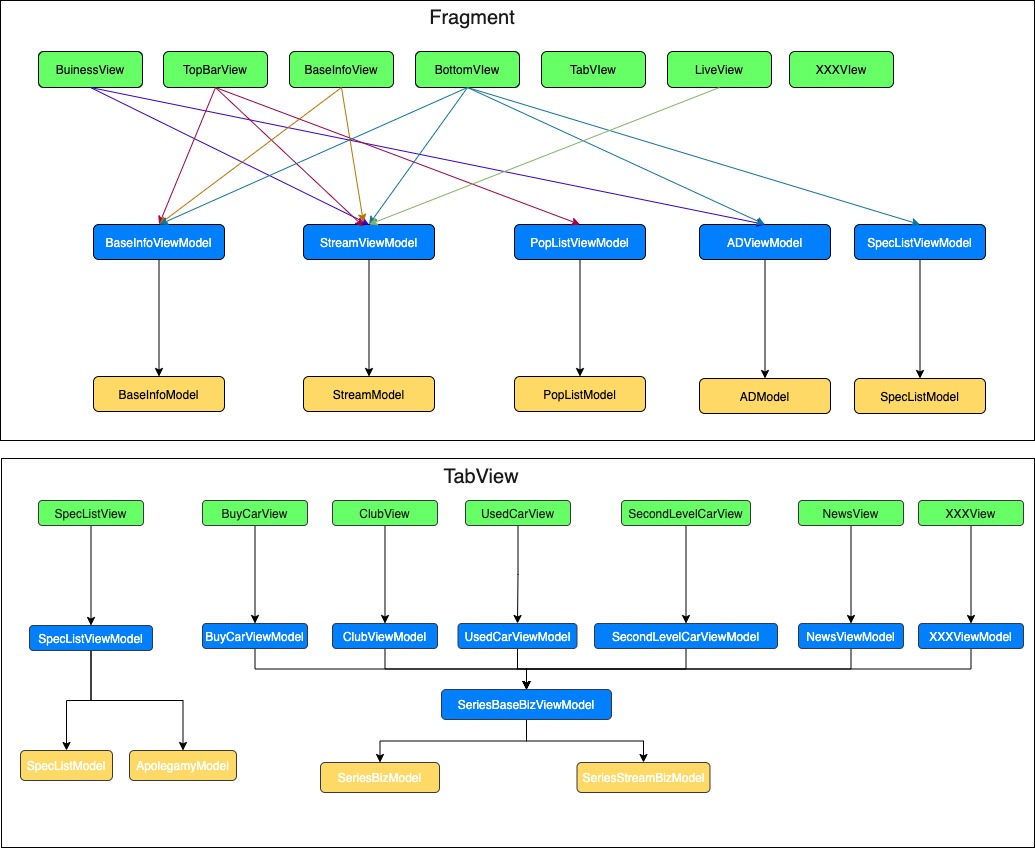 Fragment
BuinessView
TopBarView
BaseInfoView
BottomVIew
TabVIew
LiveView
XXXVIew
BaseInfoViewModel
StreamViewModel
PopListViewModel
ADViewModel
SpecListViewModel
BaseInfoModel
StreamModel
PopListModel
ADModel
SpecListModel
TabView
SpecListView
BuyCarView
ClubView
UsedCarView
SecondLevelCarView
NewsView
XXXView
SpecListViewModel
BuyCarViewModel
ClubViewModel
UsedCarViewModel
SecondLevelCarViewModel
NewsViewModel
XXXViewModel
SeriesBaseBizViewModel
SpecListModel
ApolegamyModel
SeriesBizModel
SeriesStreamBizModel